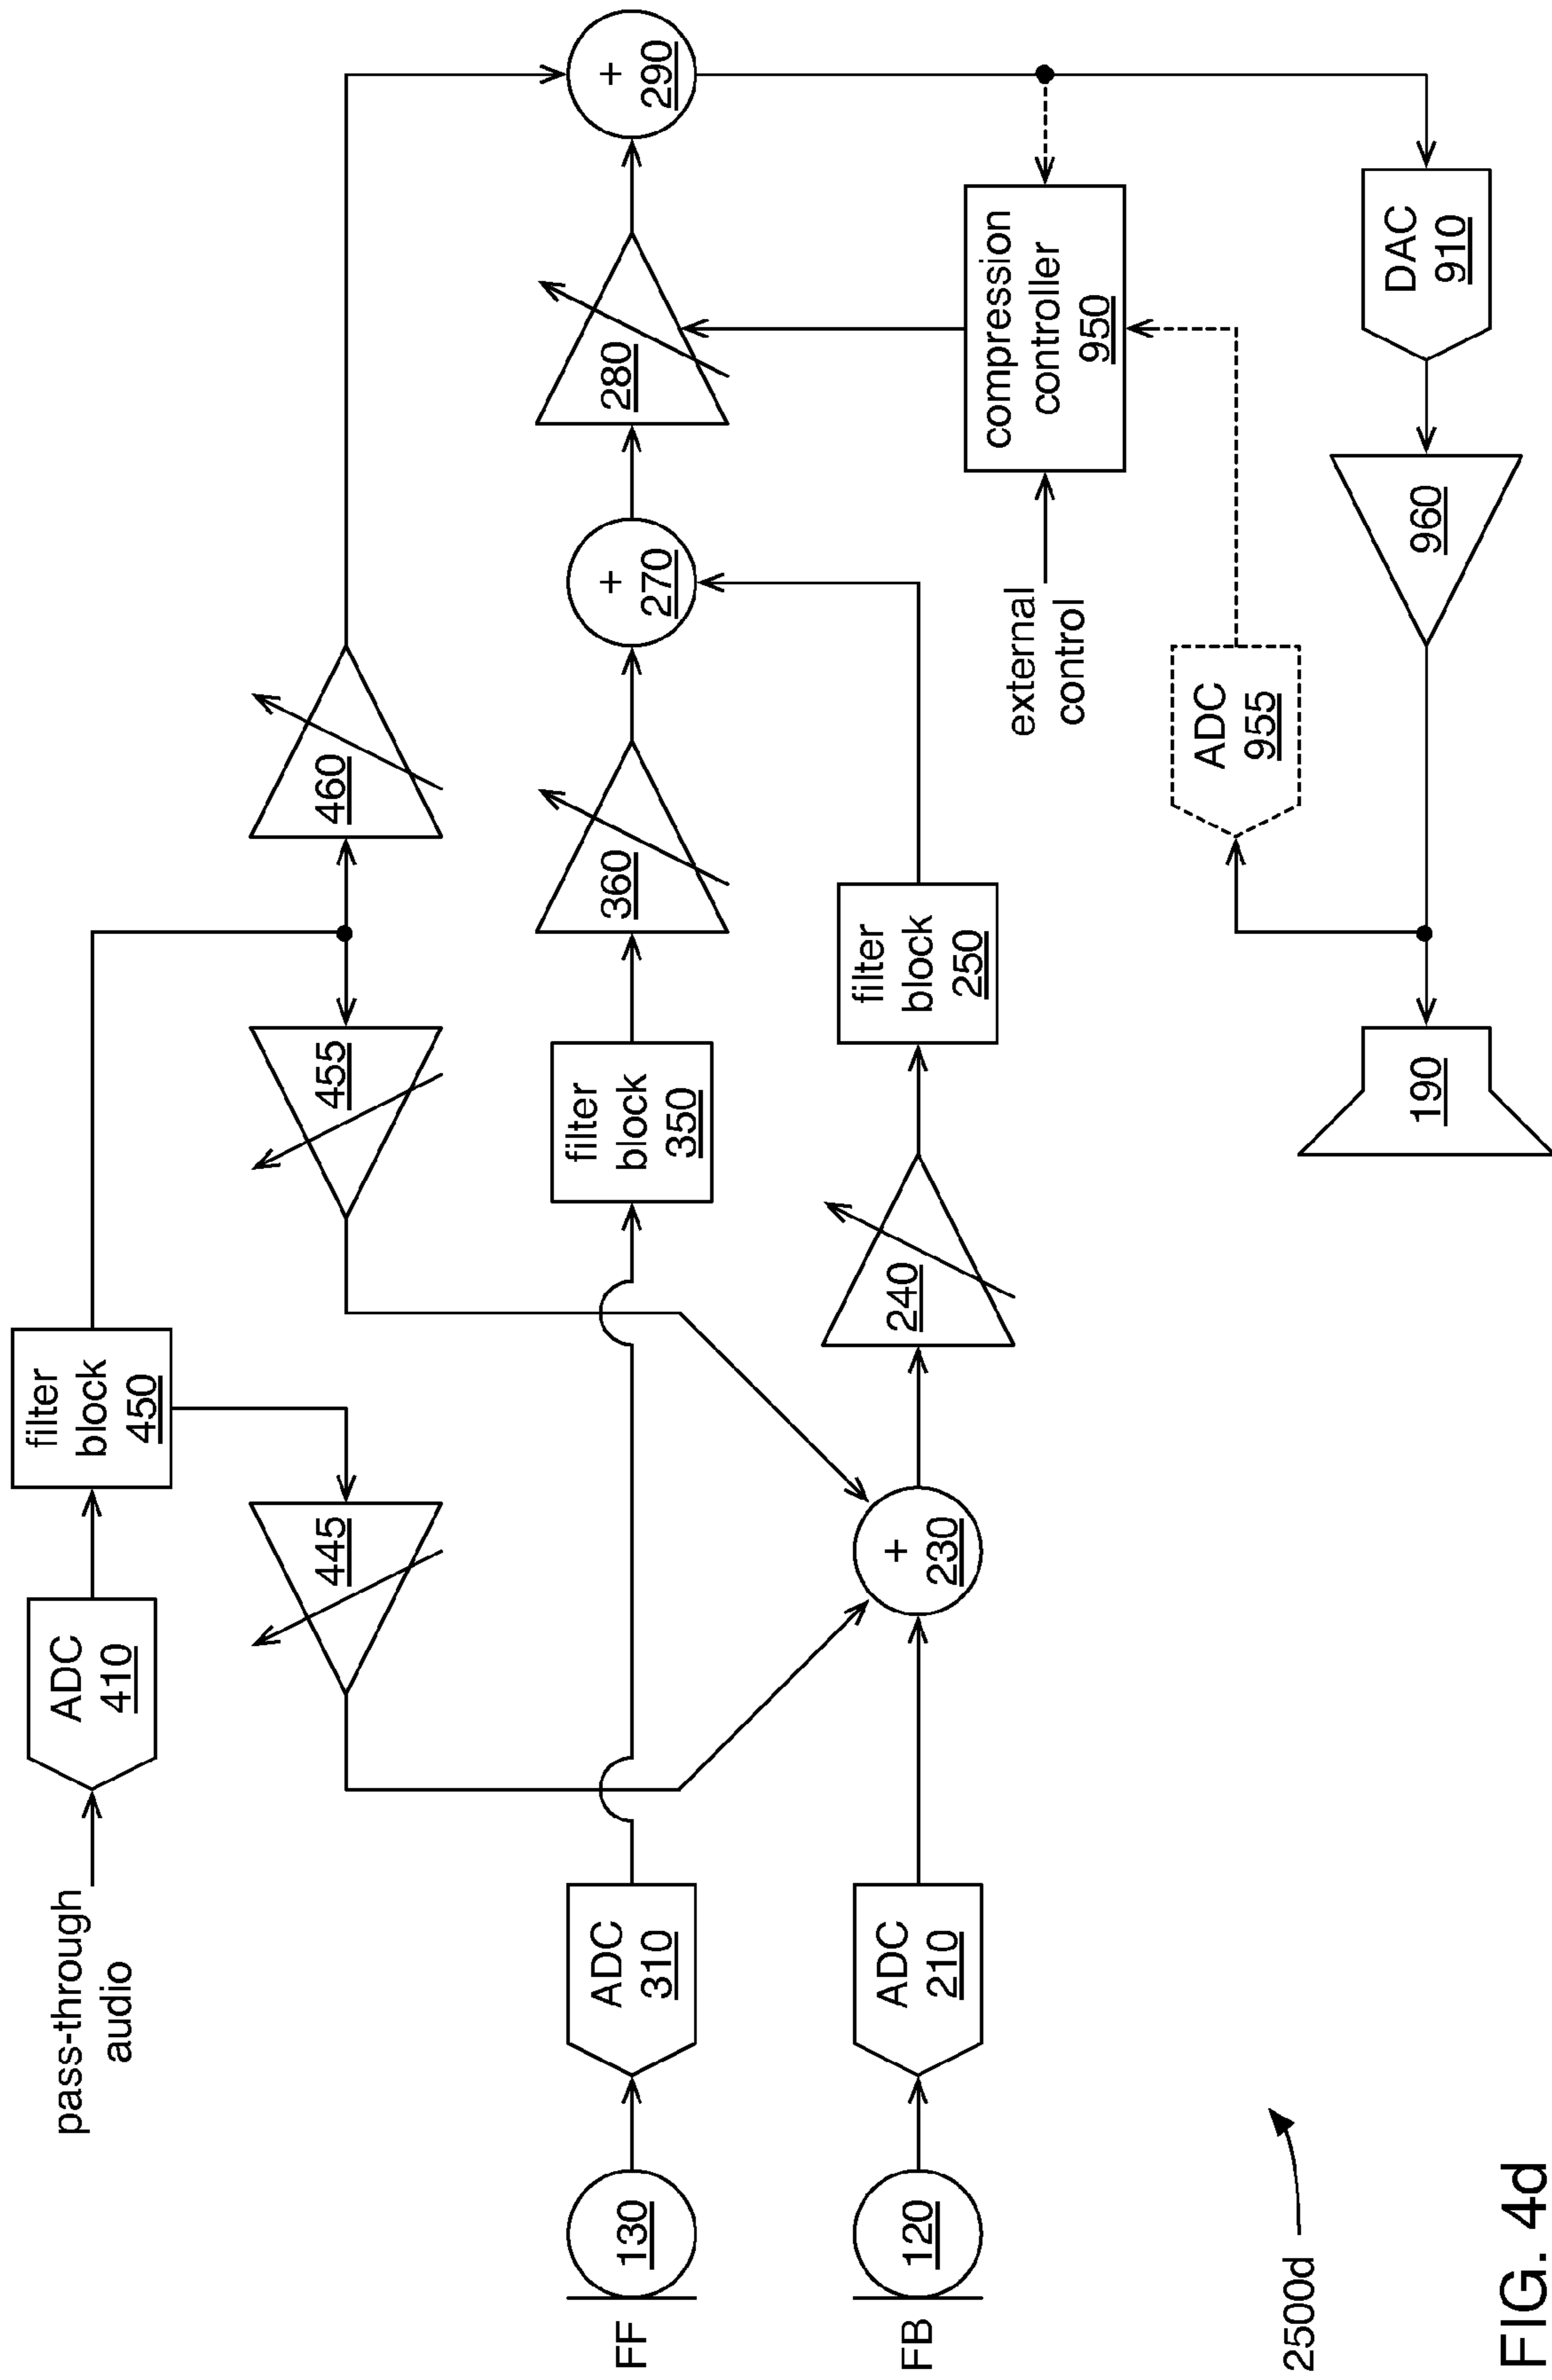 pass-through
audio
ADC
410
filter
block
450
445
455
460
FF
130
ADC
310
filter
block
350
360
+
270
280
+
290
FB
120
ADC
210
+
230
240
filter
block
250
external
control
compression
controller
950
ADC
955
190
960
DAC
910
2500d
FIG. 4d